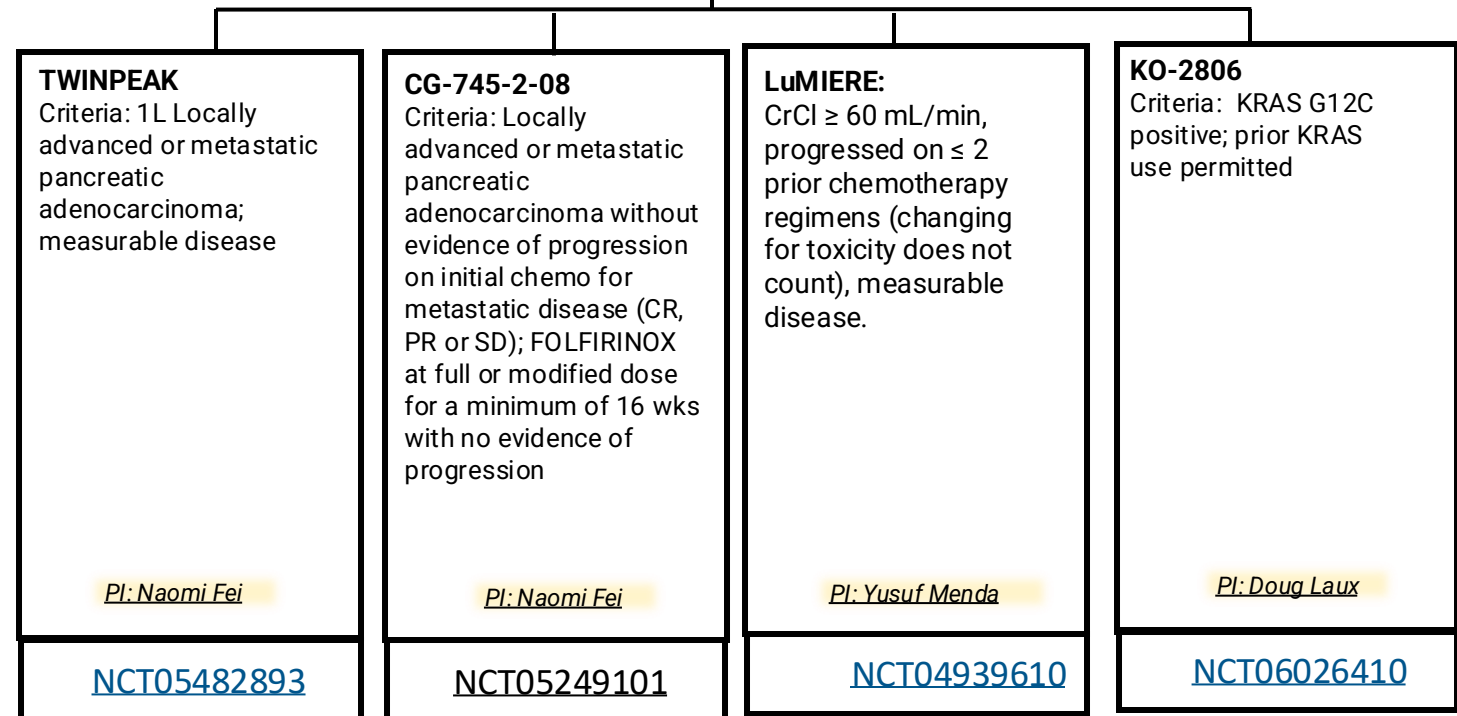 TWINPEAK
Criteria: 1L Locally
advanced or metastatic
pancreatic
adenocarcinoma;
measurable disease
PI: Naomi Fei
NCT05482893
CG-745-2-08
Criteria: Locally
advanced or metastatic
pancreatic
adenocarcinoma without
evidence of progression
on initial chemo for
metastatic disease (CR,
PR or SD); FOLFIRINOX
at full or modified dose
for a minimum of 16 wks
with no evidence of
progression
PI: Naomi Fei
NCT05249101
LuMIERE:
CrCl ≥ 60 mL/min,
progressed on ≤ 2
prior chemotherapy
regimens (changing
for toxicity does not
count), measurable
disease.
PI: Yusuf Menda
NCT04939610
KO-2806
Criteria: KRAS G12C
positive; prior KRAS
use permitted
PI: Doug Laux
NCT06026410